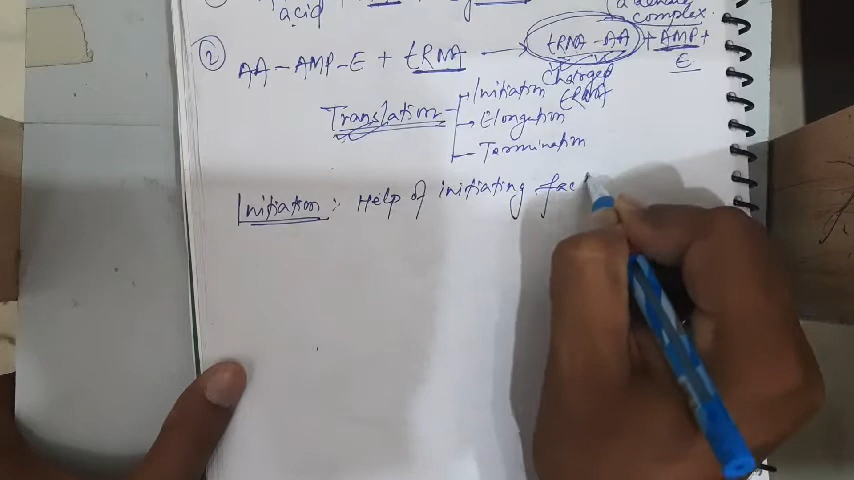 acid
complex.
② AA - AMP - E + tRNA → tRNA - AA + AMP + E
Charged tRNA
Translation
Initiation
Elongation
Termination
Initiation : Help of initiating fac